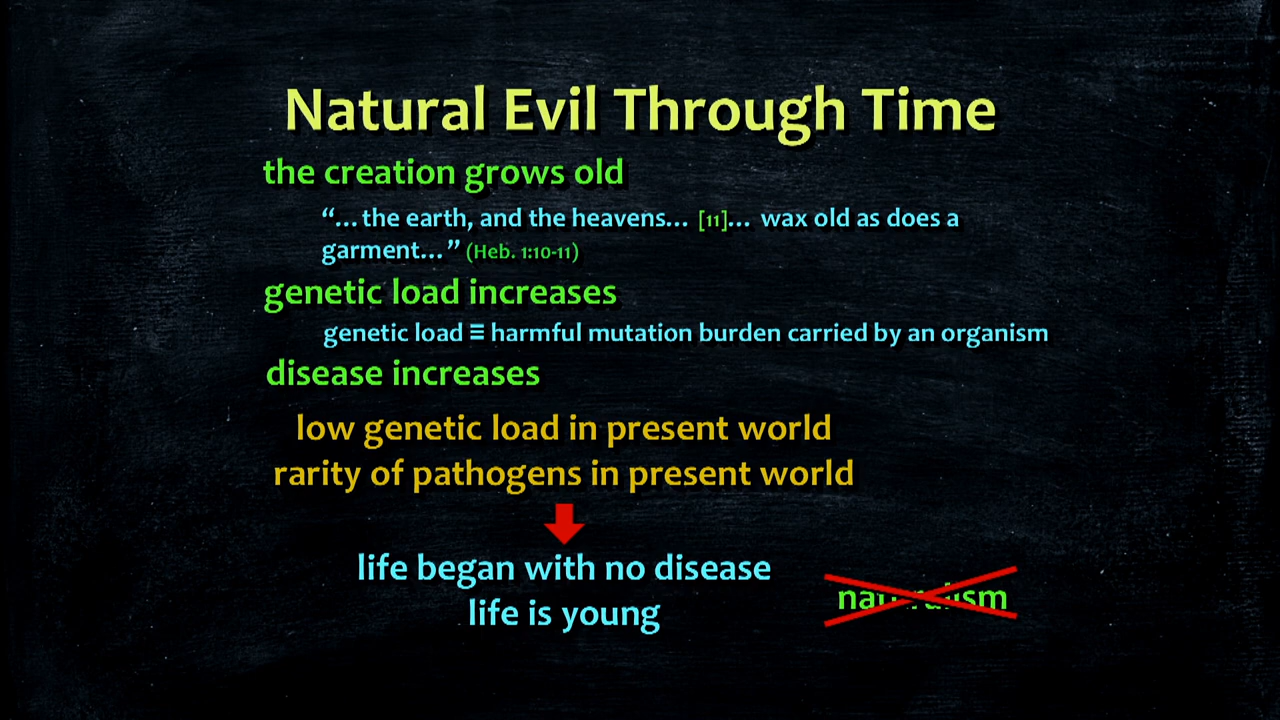 Natural Evil Through Time
the creation grows old
“…the earth, and the heavens… [11]… wax old as does a
garment…” (Heb. 1:10-11)
genetic load increases
genetic load ≡ harmful mutation burden carried by an organism
disease increases
low genetic load in present world
rarity of pathogens in present world
life began with no disease
life is young
naturalism